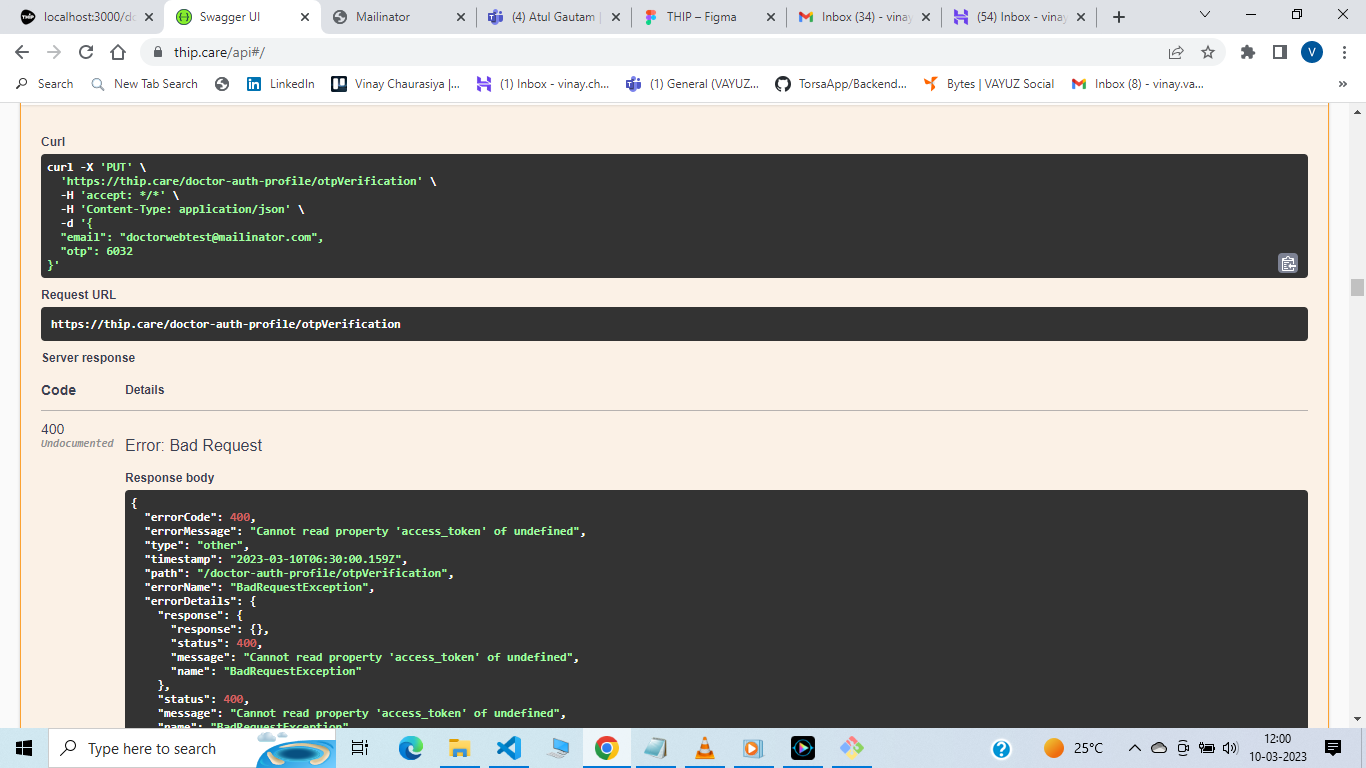 THIP
localhost:3000/do
Swagger UI
Mailinator
(4) Atul Gautam |
THIP – Figma
Inbox (34) - vinay
(54) Inbox - vinay
thip.care/api#/
V
Search
New Tab Search
LinkedIn
Vinay Chaurasiya |...
(1) Inbox - vinay.ch...
(1) General (VAYUZ...
TorsaApp/Backend...
Bytes | VAYUZ Social
Inbox (8) - vinay.va...
»
Curl
curl -X 'PUT' \
'https://thip.care/doctor-auth-profile/otpVerification' \
-H 'accept: */*' \
-H 'Content-Type: application/json' \
-d '{
"email": "doctorwebtest@mailinator.com",
"otp": 6032
}'
Request URL
https://thip.care/doctor-auth-profile/otpVerification
Server response
Code Details
400
Undocumented
Error: Bad Request
Response body
{
"errorCode": 400,
"errorMessage": "Cannot read property 'access_token' of undefined",
"type": "other",
"timestamp": "2023-03-10T06:30:00.159Z",
"path": "/doctor-auth-profile/otpVerification",
"errorName": "BadRequestException",
"errorDetails": {
"response": {
"response": {},
"status": 400,
"message": "Cannot read property 'access_token' of undefined",
"name": "BadRequestException"
},
"status": 400,
"message": "Cannot read property 'access_token' of undefined",
"name": "BadRequestException"
Type here to search
25°C
12:00
10-03-2023